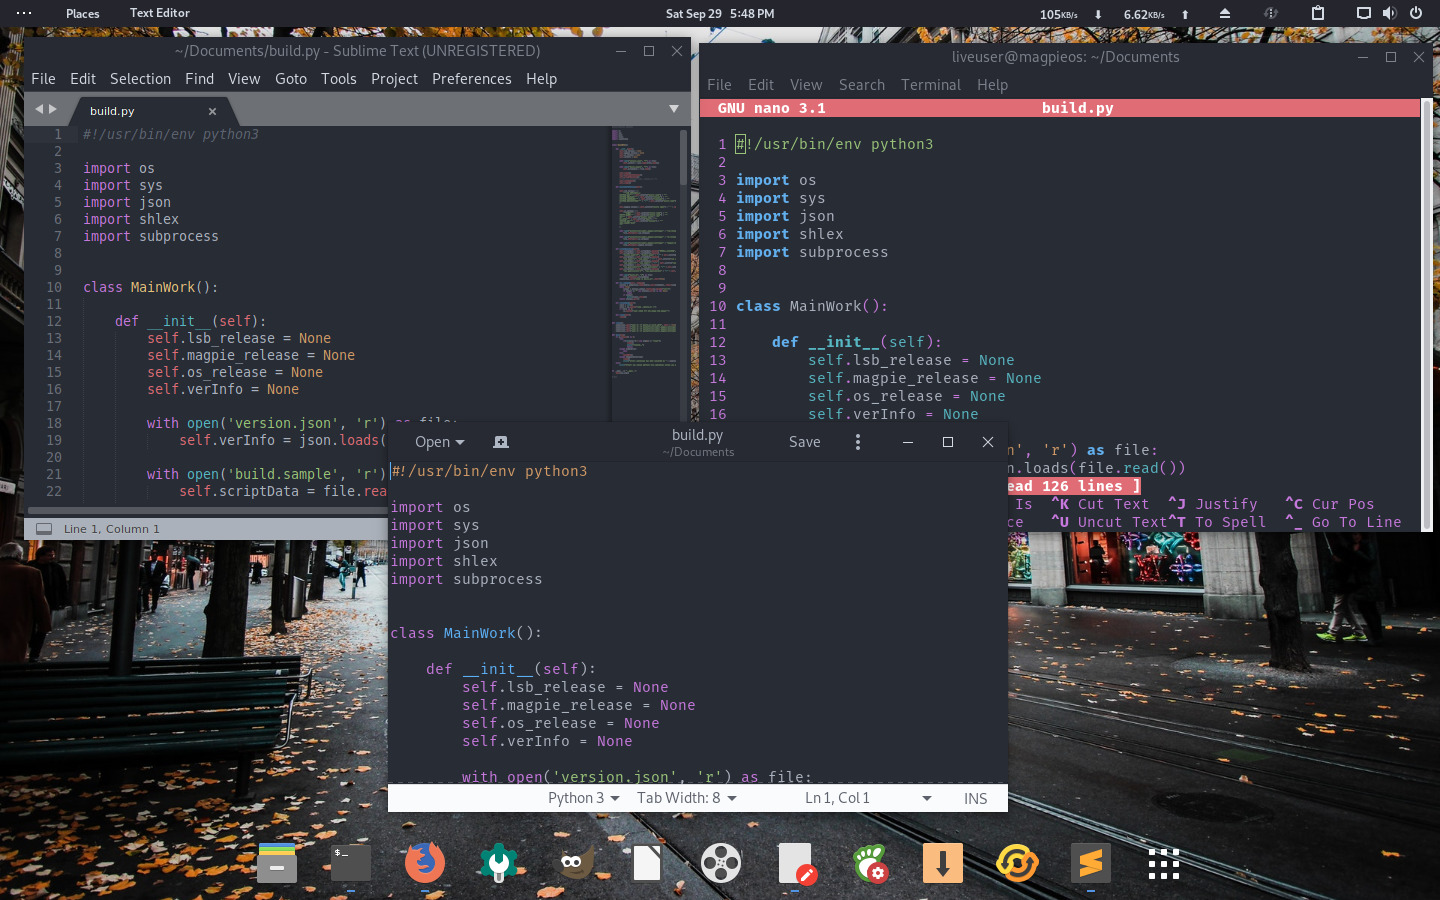 Places
Text Editor
Sat Sep 29 5:48 PM
105KB/s
6.62KB/s
~/Documents/build.py - Sublime Text (UNREGISTERED)
File Edit Selection Find View Goto Tools Project Preferences Help
build.py
1 #!/usr/bin/env python3
2
3 import os
4 import sys
5 import json
6 import shlex
7 import subprocess
8
9
10 class MainWork():
11
12 def __init__(self):
13 self.lsb_release = None
14 self.magpie_release = None
15 self.os_release = None
16 self.verInfo = None
17
18 with open('version.json', 'r') as file:
19 self.verInfo = json.loads(
20
21 with open('build.sample', 'r')
22 self.scriptData = file.rea
Line 1, Column 1
liveuser@magpieos: ~/Documents
File Edit View Search Terminal Help
GNU nano 3.1 build.py
1 #!/usr/bin/env python3
2
3 import os
4 import sys
5 import json
6 import shlex
7 import subprocess
8
9
10 class MainWork():
11
12 def __init__(self):
13 self.lsb_release = None
14 self.magpie_release = None
15 self.os_release = None
16 self.verInfo = None
n', 'r') as file:
n.loads(file.read())
ead 126 lines ]
Is ^K Cut Text ^J Justify ^C Cur Pos
ce ^U Uncut Text^T To Spell ^_ Go To Line
Open
build.py
~/Documents
Save
#!/usr/bin/env python3
import os
import sys
import json
import shlex
import subprocess
class MainWork():
def __init__(self):
self.lsb_release = None
self.magpie_release = None
self.os_release = None
self.verInfo = None
with open('version.json', 'r') as file:
Python 3 Tab Width: 8 Ln 1, Col 1 INS
$_